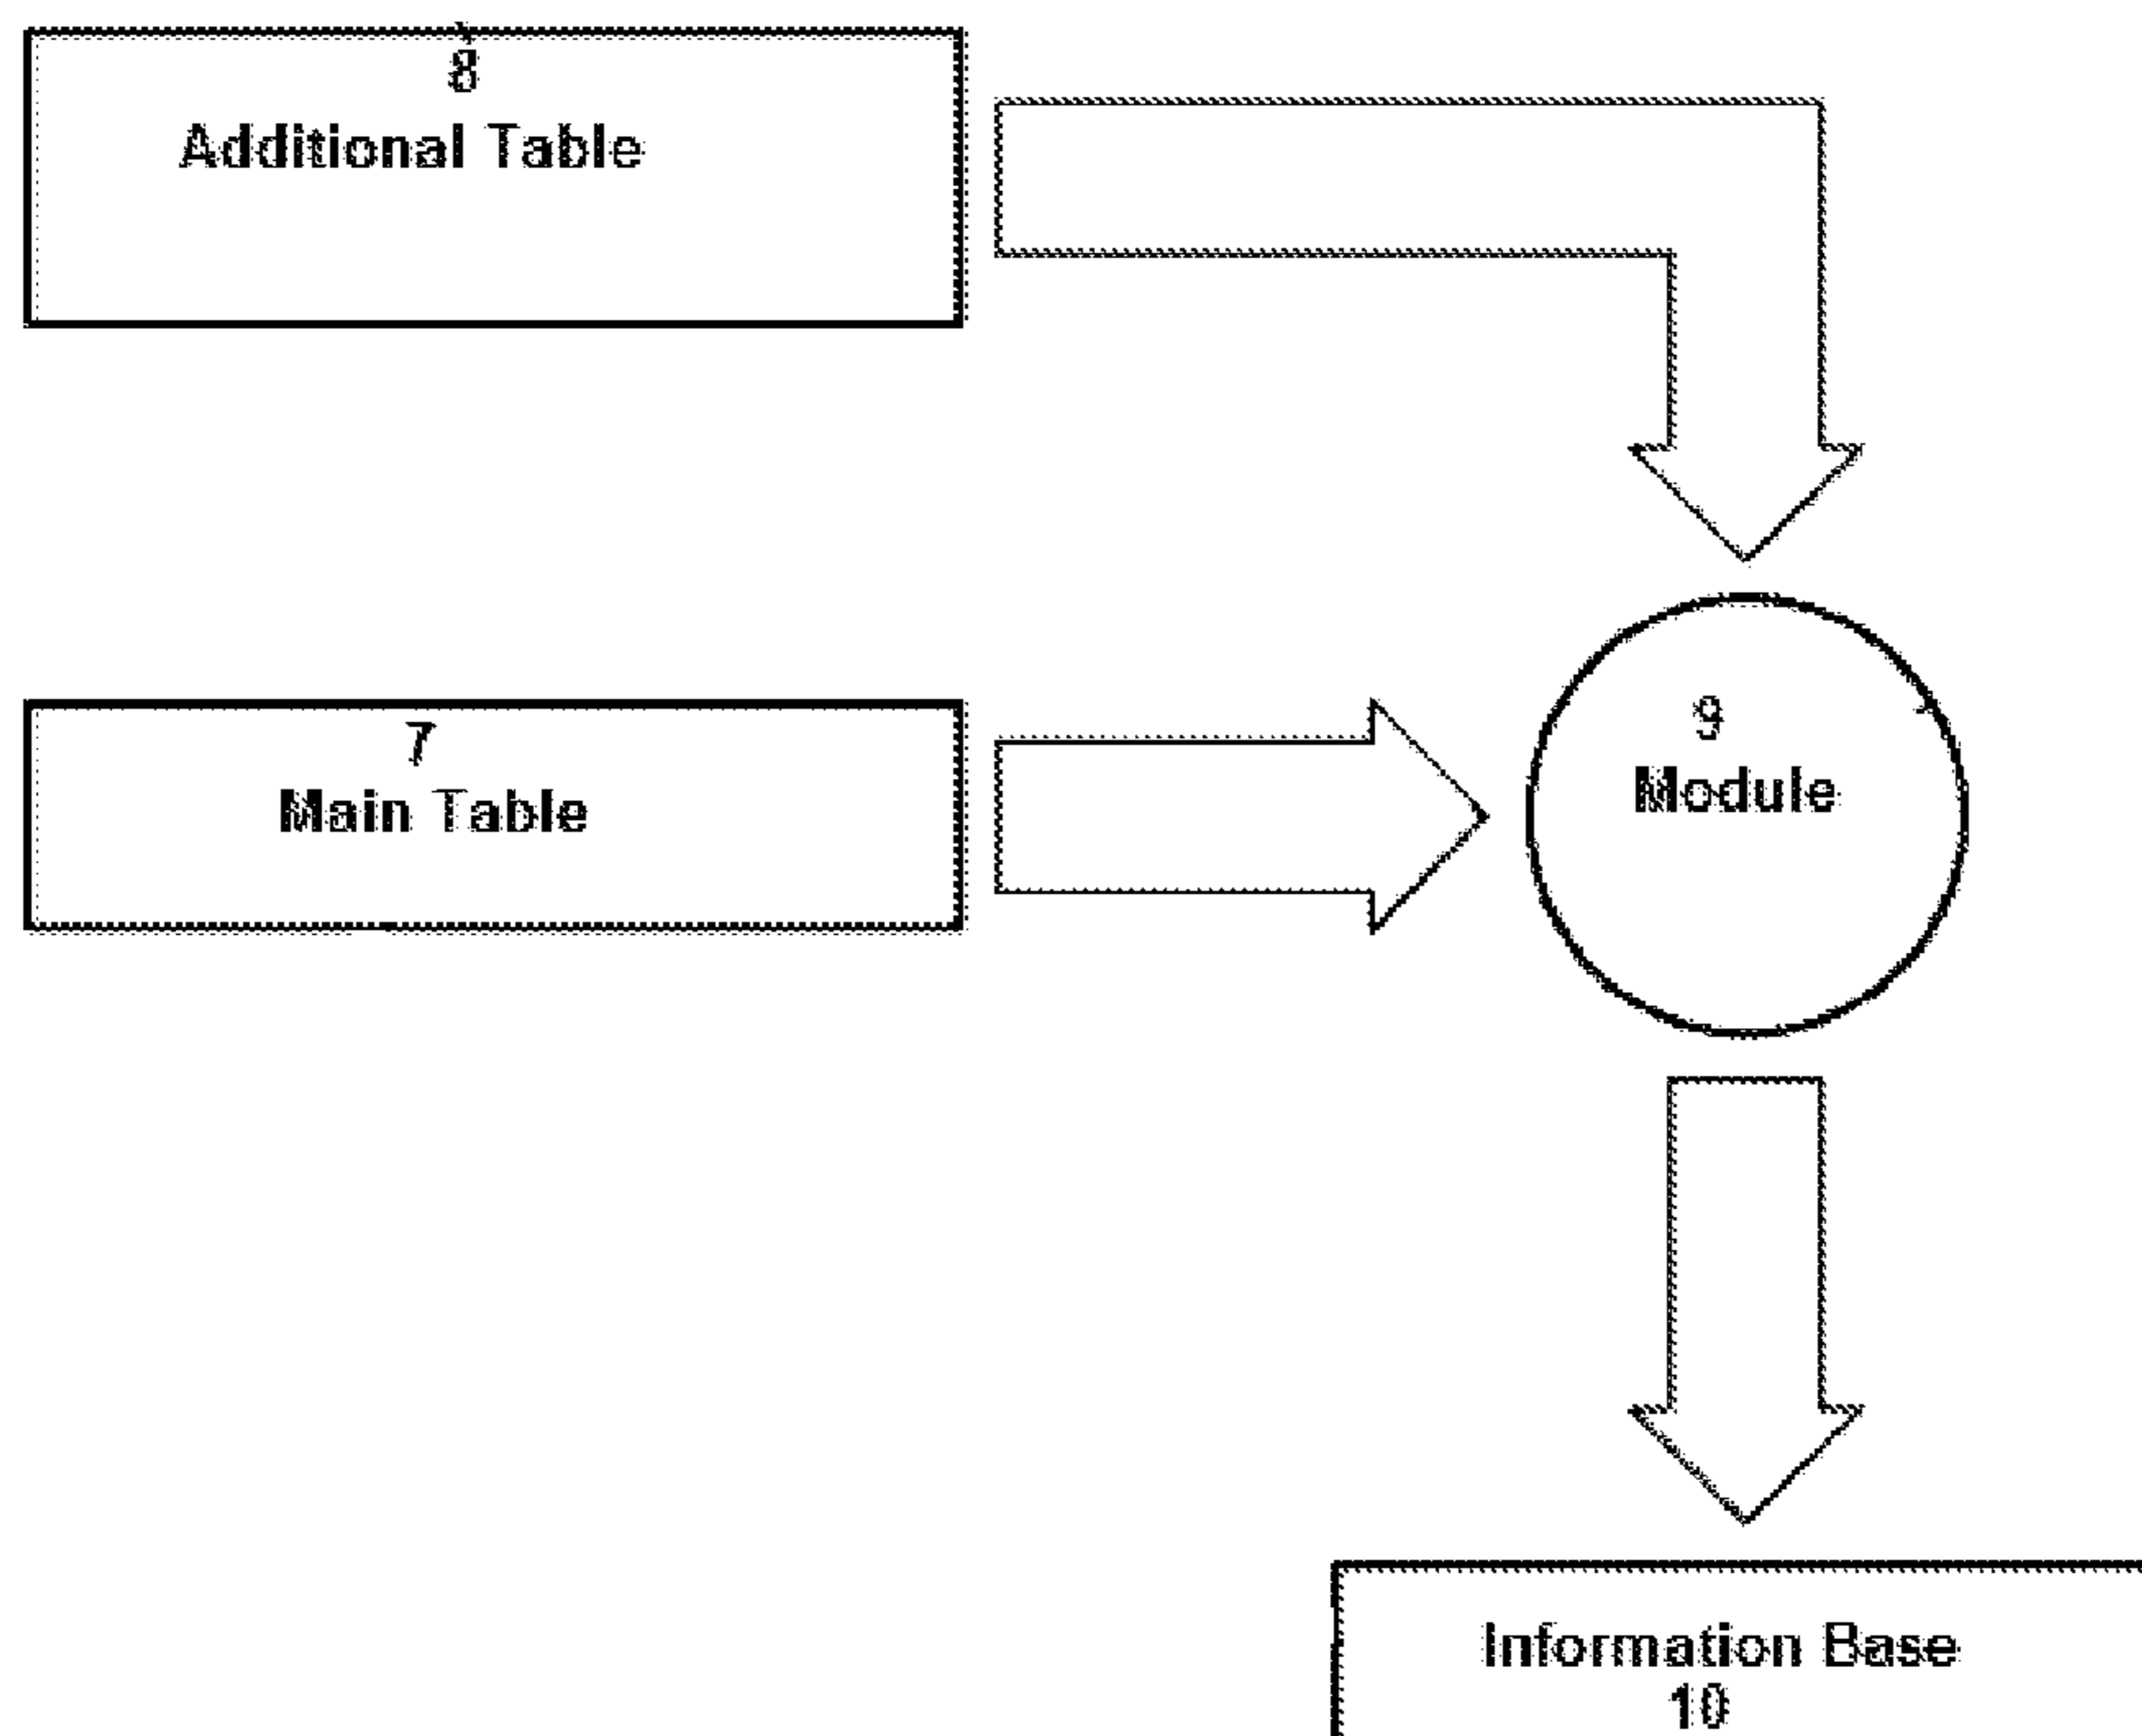 8
Additional Table
7
Main Table
9
Module
Information Base
10